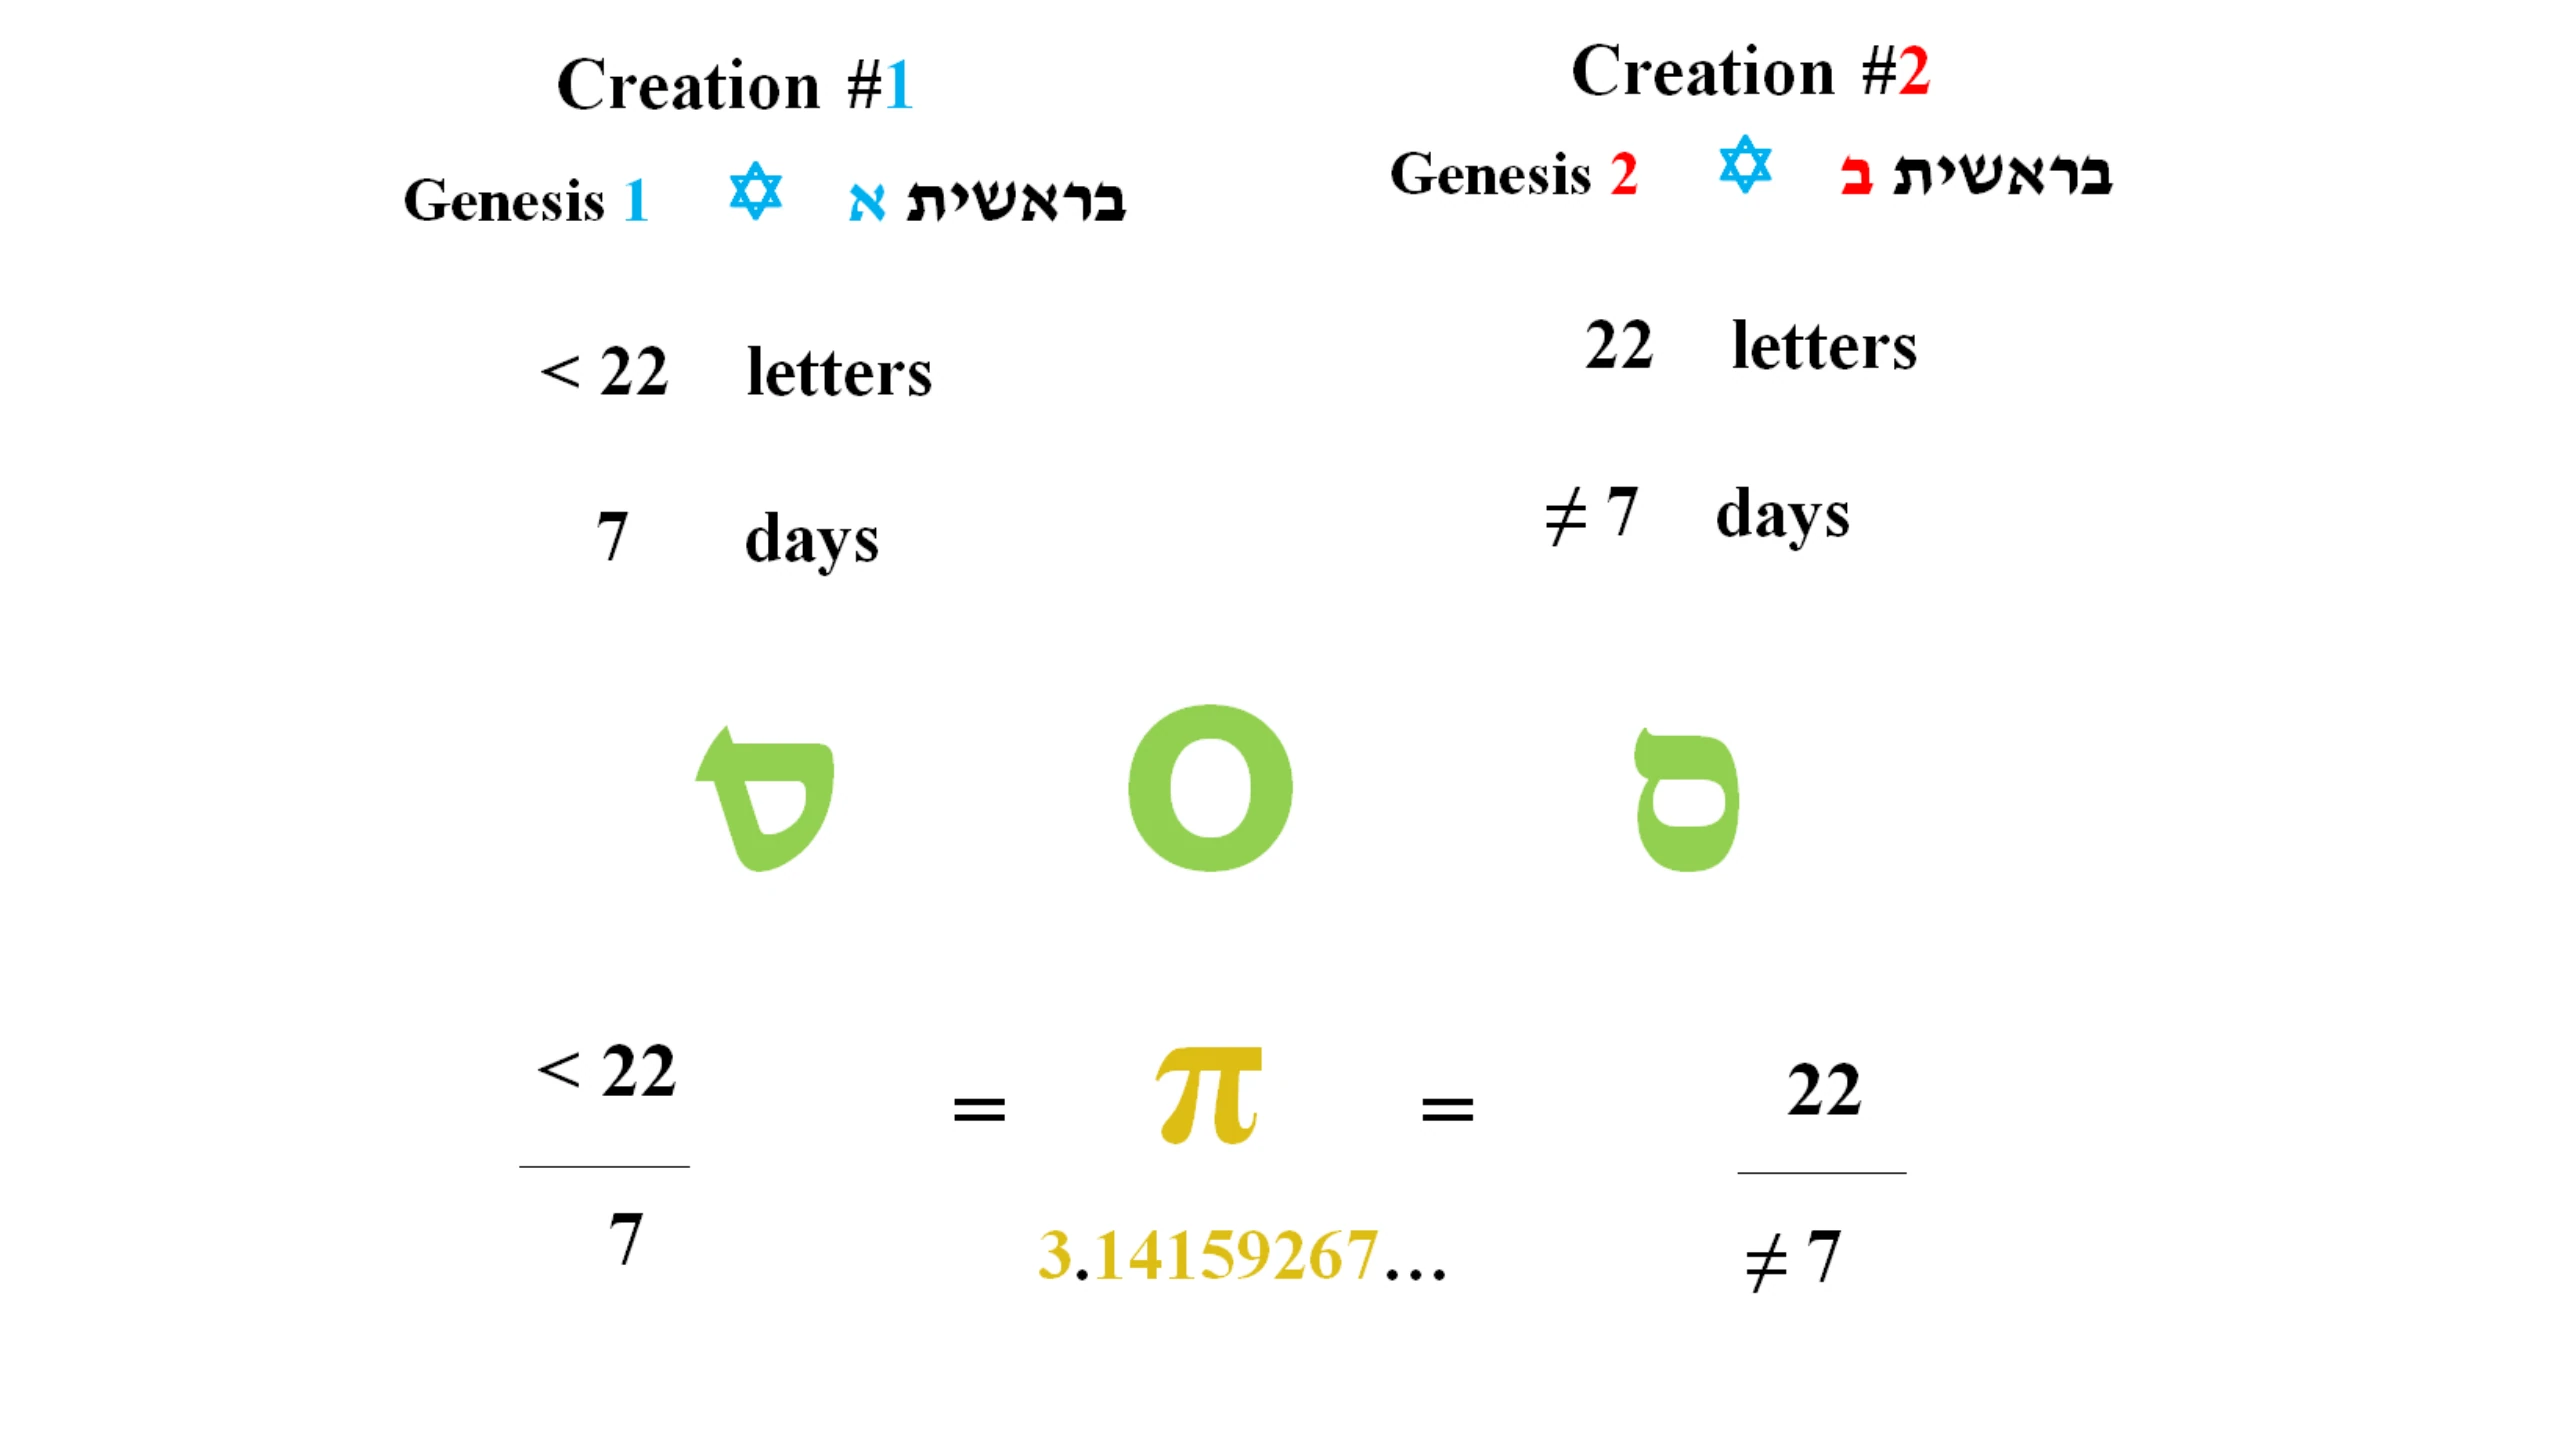 Creation #1
Genesis 1 ✡ בראשית א
< 22 letters
7 days
Creation #2
Genesis 2 ✡ בראשית ב
22 letters
≠ 7 days
ס O ס
< 22
7
=
π
3.14159267...
=
22
≠ 7